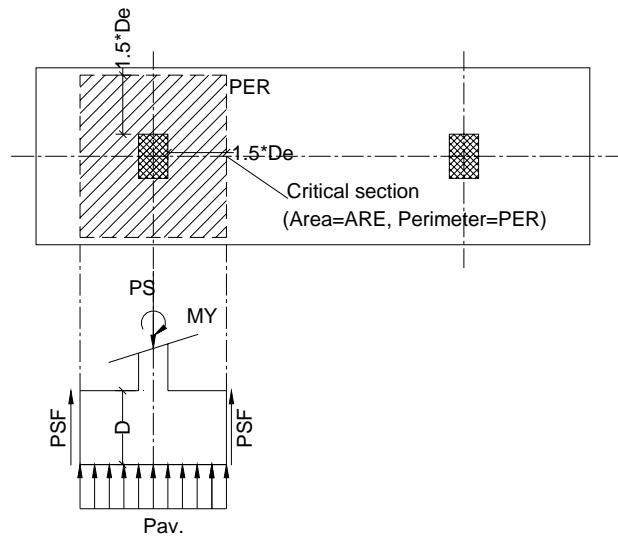 1.5*De
PER
1.5*De
Critical section
(Area=ARE, Perimeter=PER)
PS
MY
PSF
D
PSF
Pav.